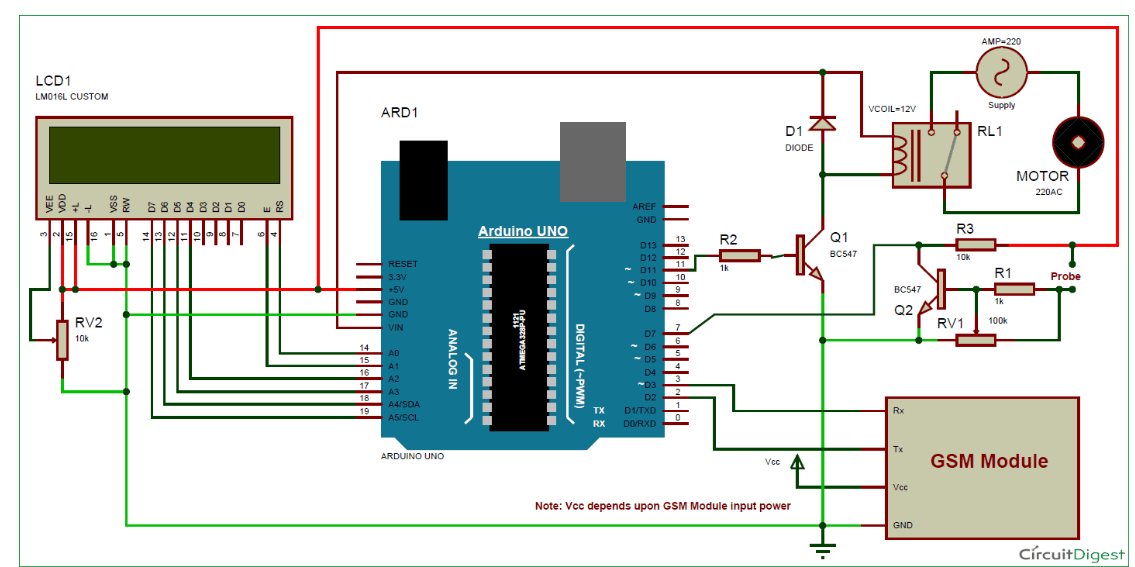 LCD1
LM016L CUSTOM
VEE
VDD
+L
-L
VSS
RW
D7
D6
D5
D4
D3
D2
D1
D0
E
RS
3
2
15
16
1
5
14
13
12
11
10
9
8
7
6
4
RV2
10k
ARD1
Arduino UNO
RESET
3.3V
+5V
GND
GND
VIN
14 A0
15 A1
16 A2
17 A3
18 A4/SDA
19 A5/SCL
ANALOG IN
1121
ATMEGA328P-PU
DIGITAL (~PWM)
AREF
GND
D13 13
D12 12
~ D11 11
~ D10 10
~ D9 9
D8 8
D7 7
~ D6 6
~ D5 5
D4 4
~ D3 3
D2 2
TX D1/TXD 1
RX D0/RXD 0
ARDUINO UNO
R2
1k
Q1
BC547
D1
DIODE
VCOIL=12V
RL1
AMP=220
Supply
MOTOR
220AC
R3
10k
Probe
R1
1k
BC547
Q2
RV1
100k
Rx
Tx
Vcc
GND
GSM Module
Vcc
Note: Vcc depends upon GSM Module input power
CircuitDigest